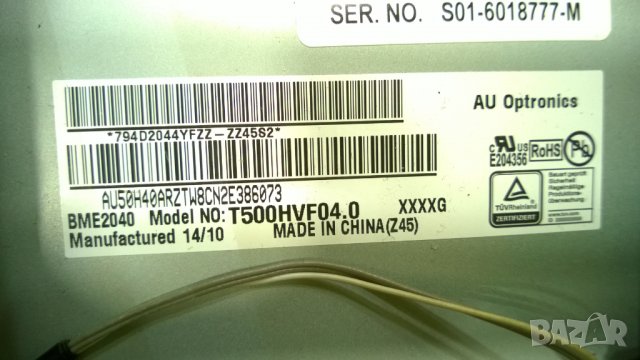 SER. NO. S01-6018777-M
AU Optronics
*794D2044YFZZ-ZZ45S2*
E204356
RoHS
AU50H40ARZTW8CN2E386073
BME2040 Model NO: T500HVF04.0 XXXXG
Manufactured 14/10 MADE IN CHINA(Z45)
TÜVRheinland
ZERTIFIZIERT
BAZAR